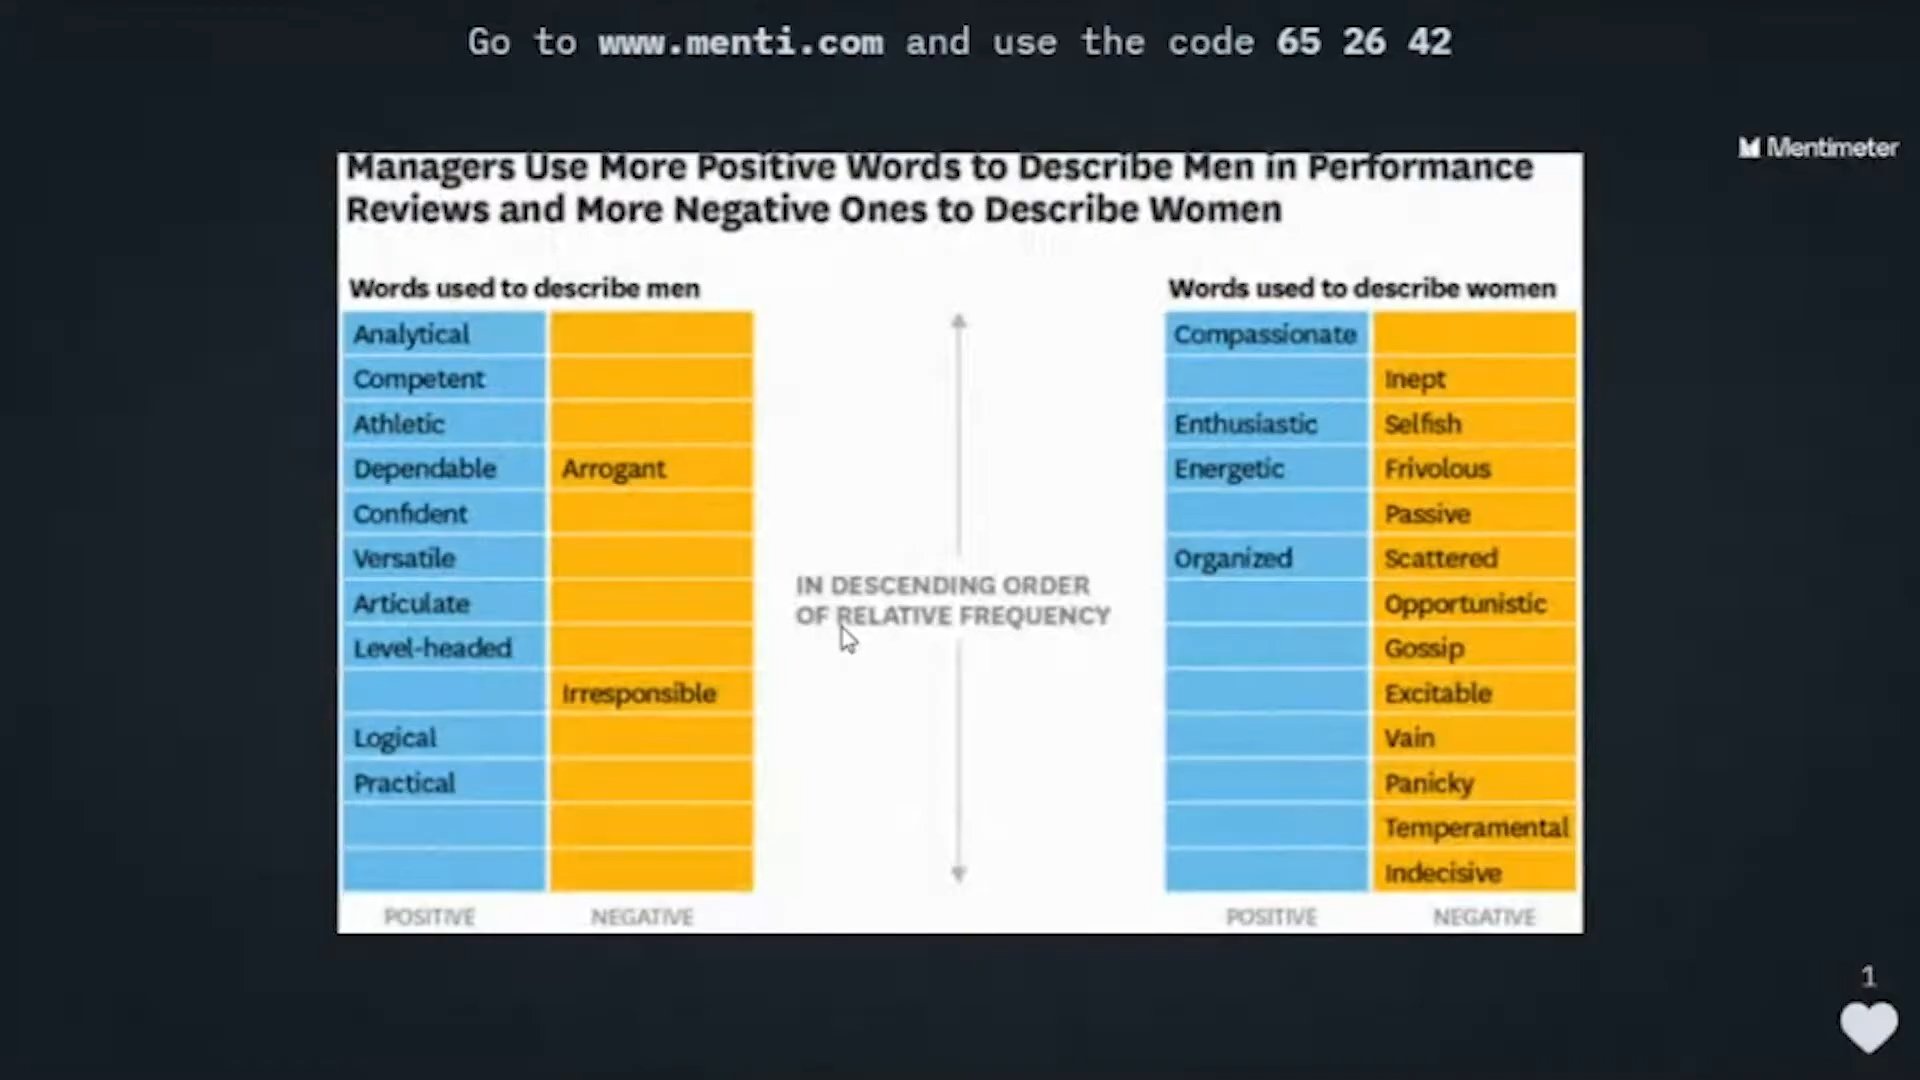 Go to www.menti.com and use the code 65 26 42
Mentimeter
Managers Use More Positive Words to Describe Men in Performance
Reviews and More Negative Ones to Describe Women
Words used to describe men
Analytical
Competent
Athletic
Dependable Arrogant
Confident
Versatile
Articulate
Level-headed
Irresponsible
Logical
Practical
POSITIVE NEGATIVE
IN DESCENDING ORDER
OF RELATIVE FREQUENCY
Words used to describe women
Compassionate
Inept
Enthusiastic Selfish
Energetic Frivolous
Passive
Organized Scattered
Opportunistic
Gossip
Excitable
Vain
Panicky
Temperamental
Indecisive
POSITIVE NEGATIVE
1